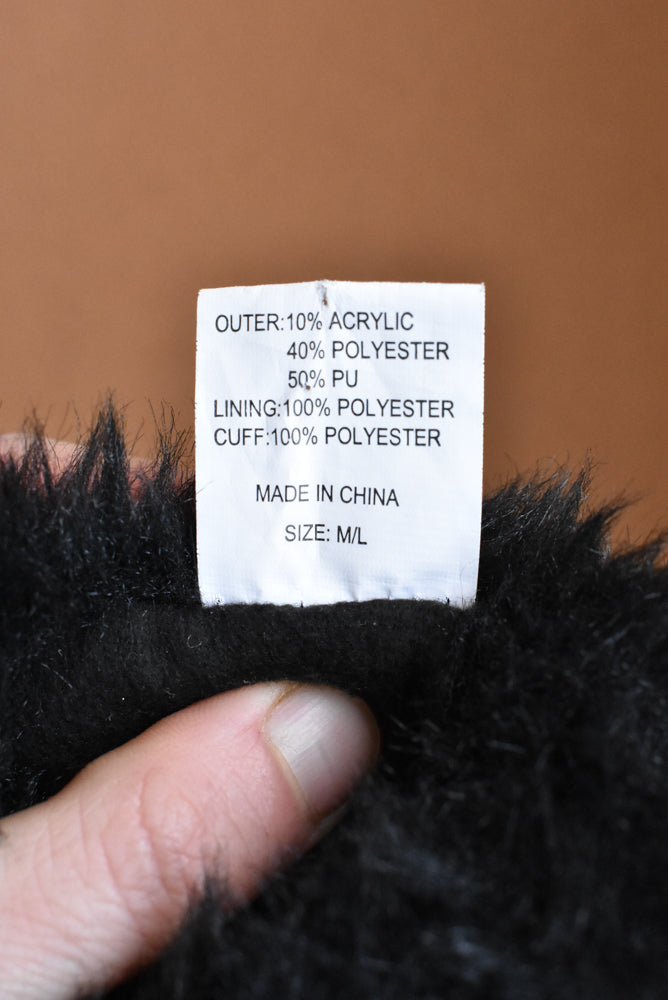 OUTER:10% ACRYLIC
40% POLYESTER
50% PU
LINING:100% POLYESTER
CUFF:100% POLYESTER
MADE IN CHINA
SIZE: M/L